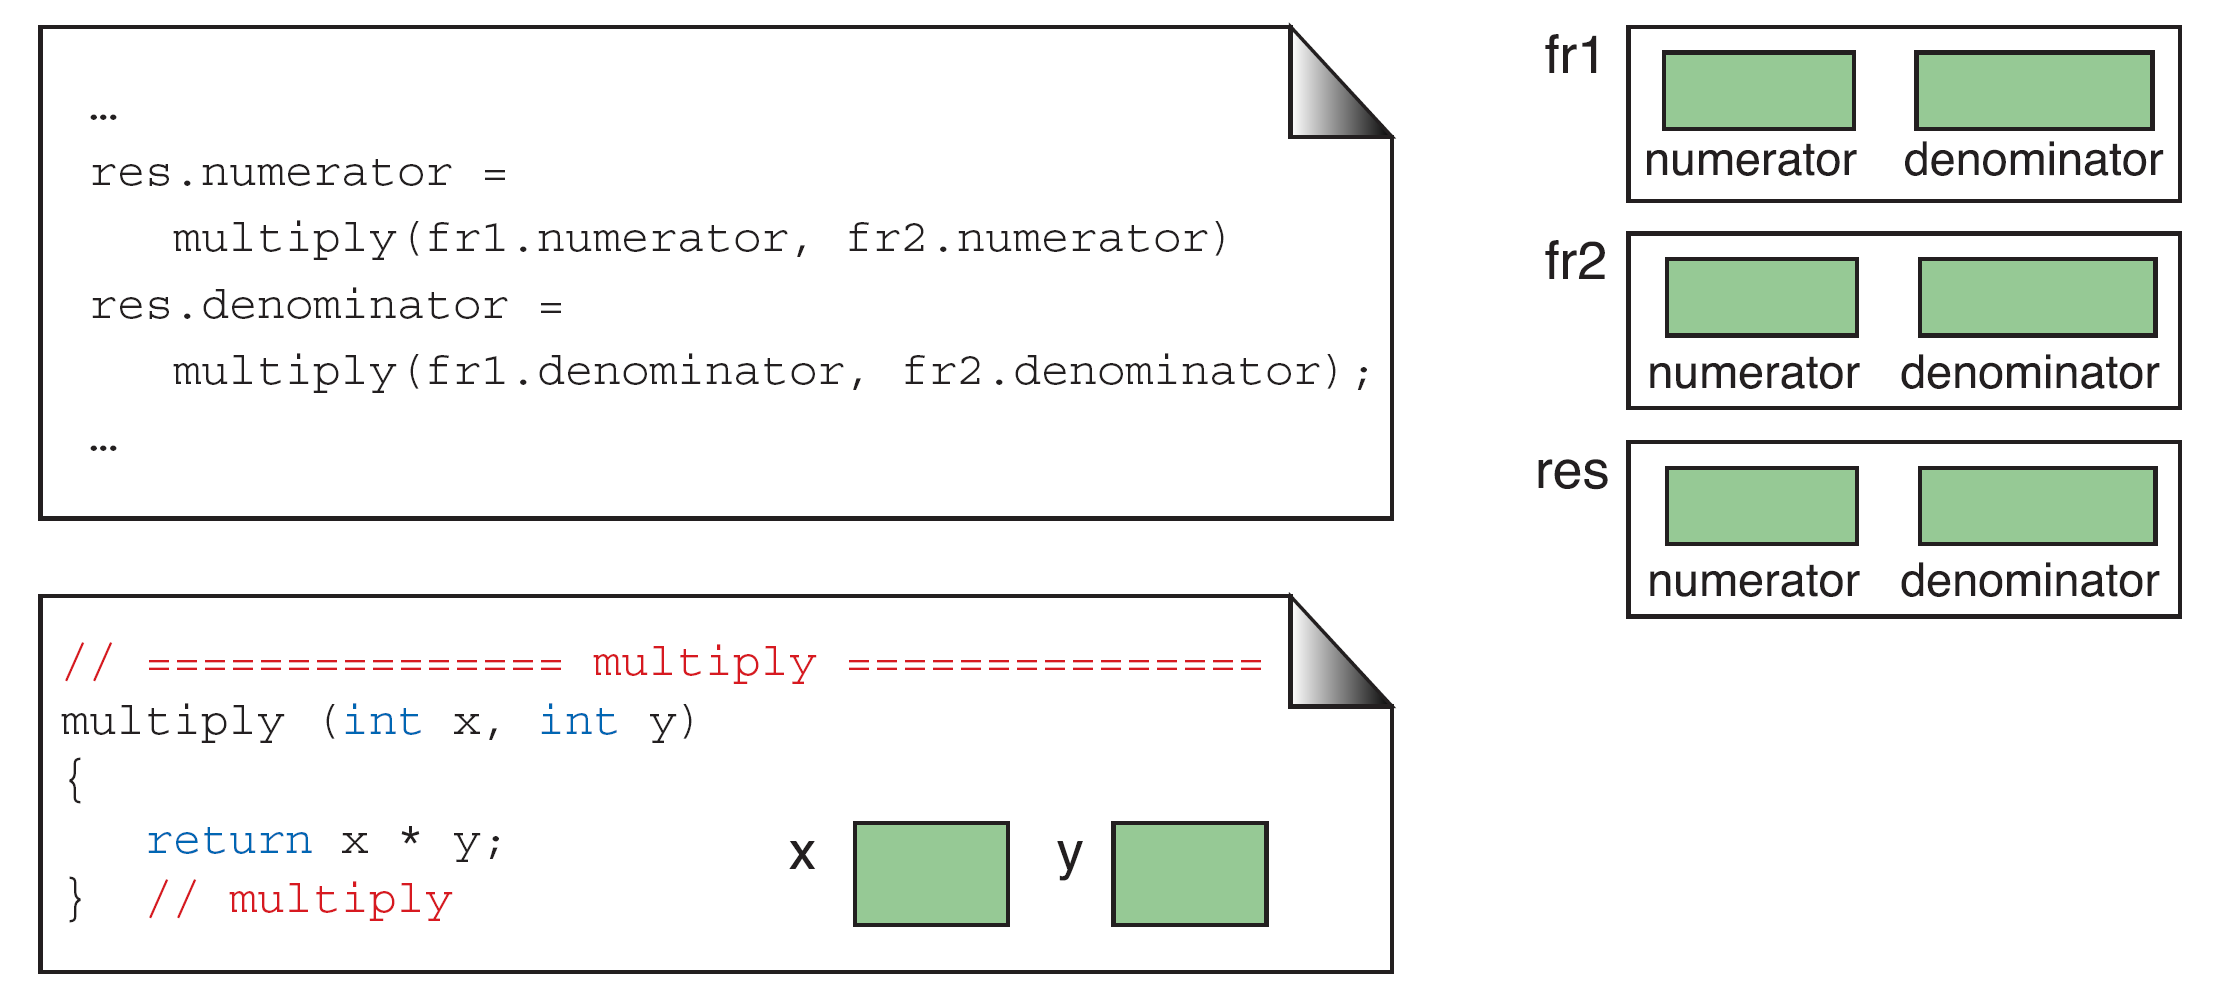 …
res.numerator =
multiply(fr1.numerator, fr2.numerator)
res.denominator =
multiply(fr1.denominator, fr2.denominator);
…
// =============== multiply ===============
multiply (int x, int y)
{
return x * y;
} // multiply
x y
fr1
numerator denominator
fr2
numerator denominator
res
numerator denominator